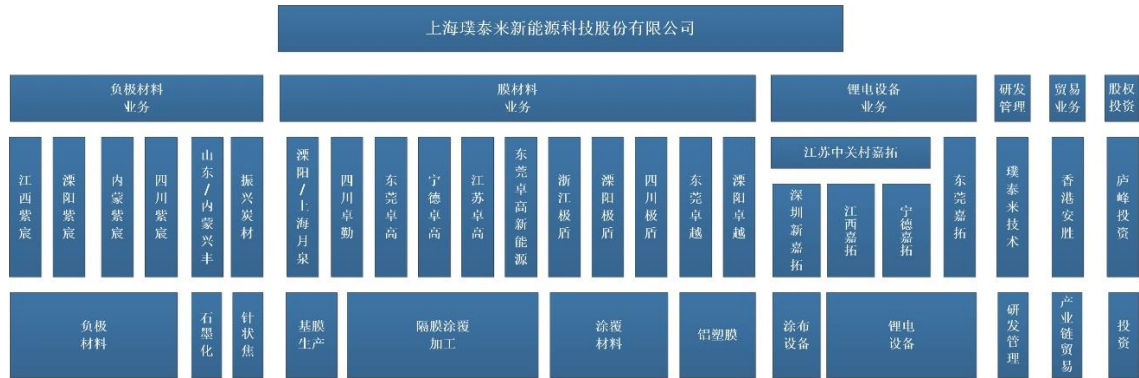 上海璞泰来新能源科技股份有限公司
负极材料
业务
膜材料
业务
锂电设备
业务
研发
管理
贸易
业务
股权
投资
江西紫宸
溧阳紫宸
内蒙紫宸
四川紫宸
山东/内蒙兴丰
振兴炭材
溧阳/上海月泉
四川卓勤
东莞卓高
宁德卓高
江苏卓高
东莞卓高新能源
浙江极盾
溧阳极盾
四川极盾
东莞卓越
溧阳卓越
江苏中关村嘉拓
深圳新嘉拓
江西嘉拓
宁德嘉拓
东莞嘉拓
璞泰来技术
香港安胜
庐峰投资
负极
材料
石墨化
针状焦
基膜
生产
隔膜涂覆
加工
涂覆
材料
铝塑膜
涂布
设备
锂电
设备
研发管理
产业链贸易
投资